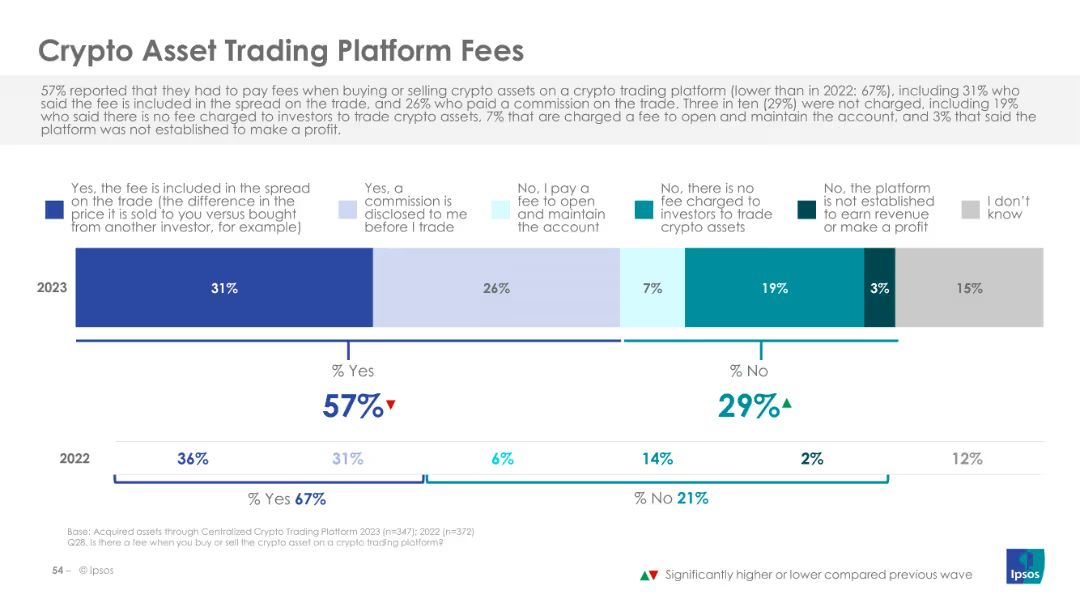 Crypto Asset Trading Platform Fees
57% reported that they had to pay fees when buying or selling crypto assets on a crypto trading platform (lower than in 2022: 67%), including 31% who
said the fee is included in the spread on the trade, and 26% who paid a commission on the trade. Three in ten (29%) were not charged, including 19%
who said there is no fee charged to investors to trade crypto assets, 7% that are charged a fee to open and maintain the account, and 3% that said the
platform was not established to make a profit.
Yes, the fee is included in the spread
on the trade (the difference in the
price it is sold to you versus bought
from another investor, for example)
Yes, a
commission is
disclosed to me
before I trade
No, I pay a
fee to open
and maintain
the account
No, there is no
fee charged to
investors to trade
crypto assets
No, the platform
is not established
to earn revenue
or make a profit
I don't
know
2023
31%
26%
7%
19%
3%
15%
% Yes
57%▼
% No
29%▲
2022
36%
31%
6%
14%
2%
12%
% Yes 67%
% No 21%
Base: Acquired assets through Centralized Crypto Trading Platform 2023 (n=347); 2022 (n=372)
Q28. Is there a fee when you buy or sell the crypto asset on a crypto trading platform?
54 – © Ipsos
▲▼ Significantly higher or lower compared previous wave
Ipsos